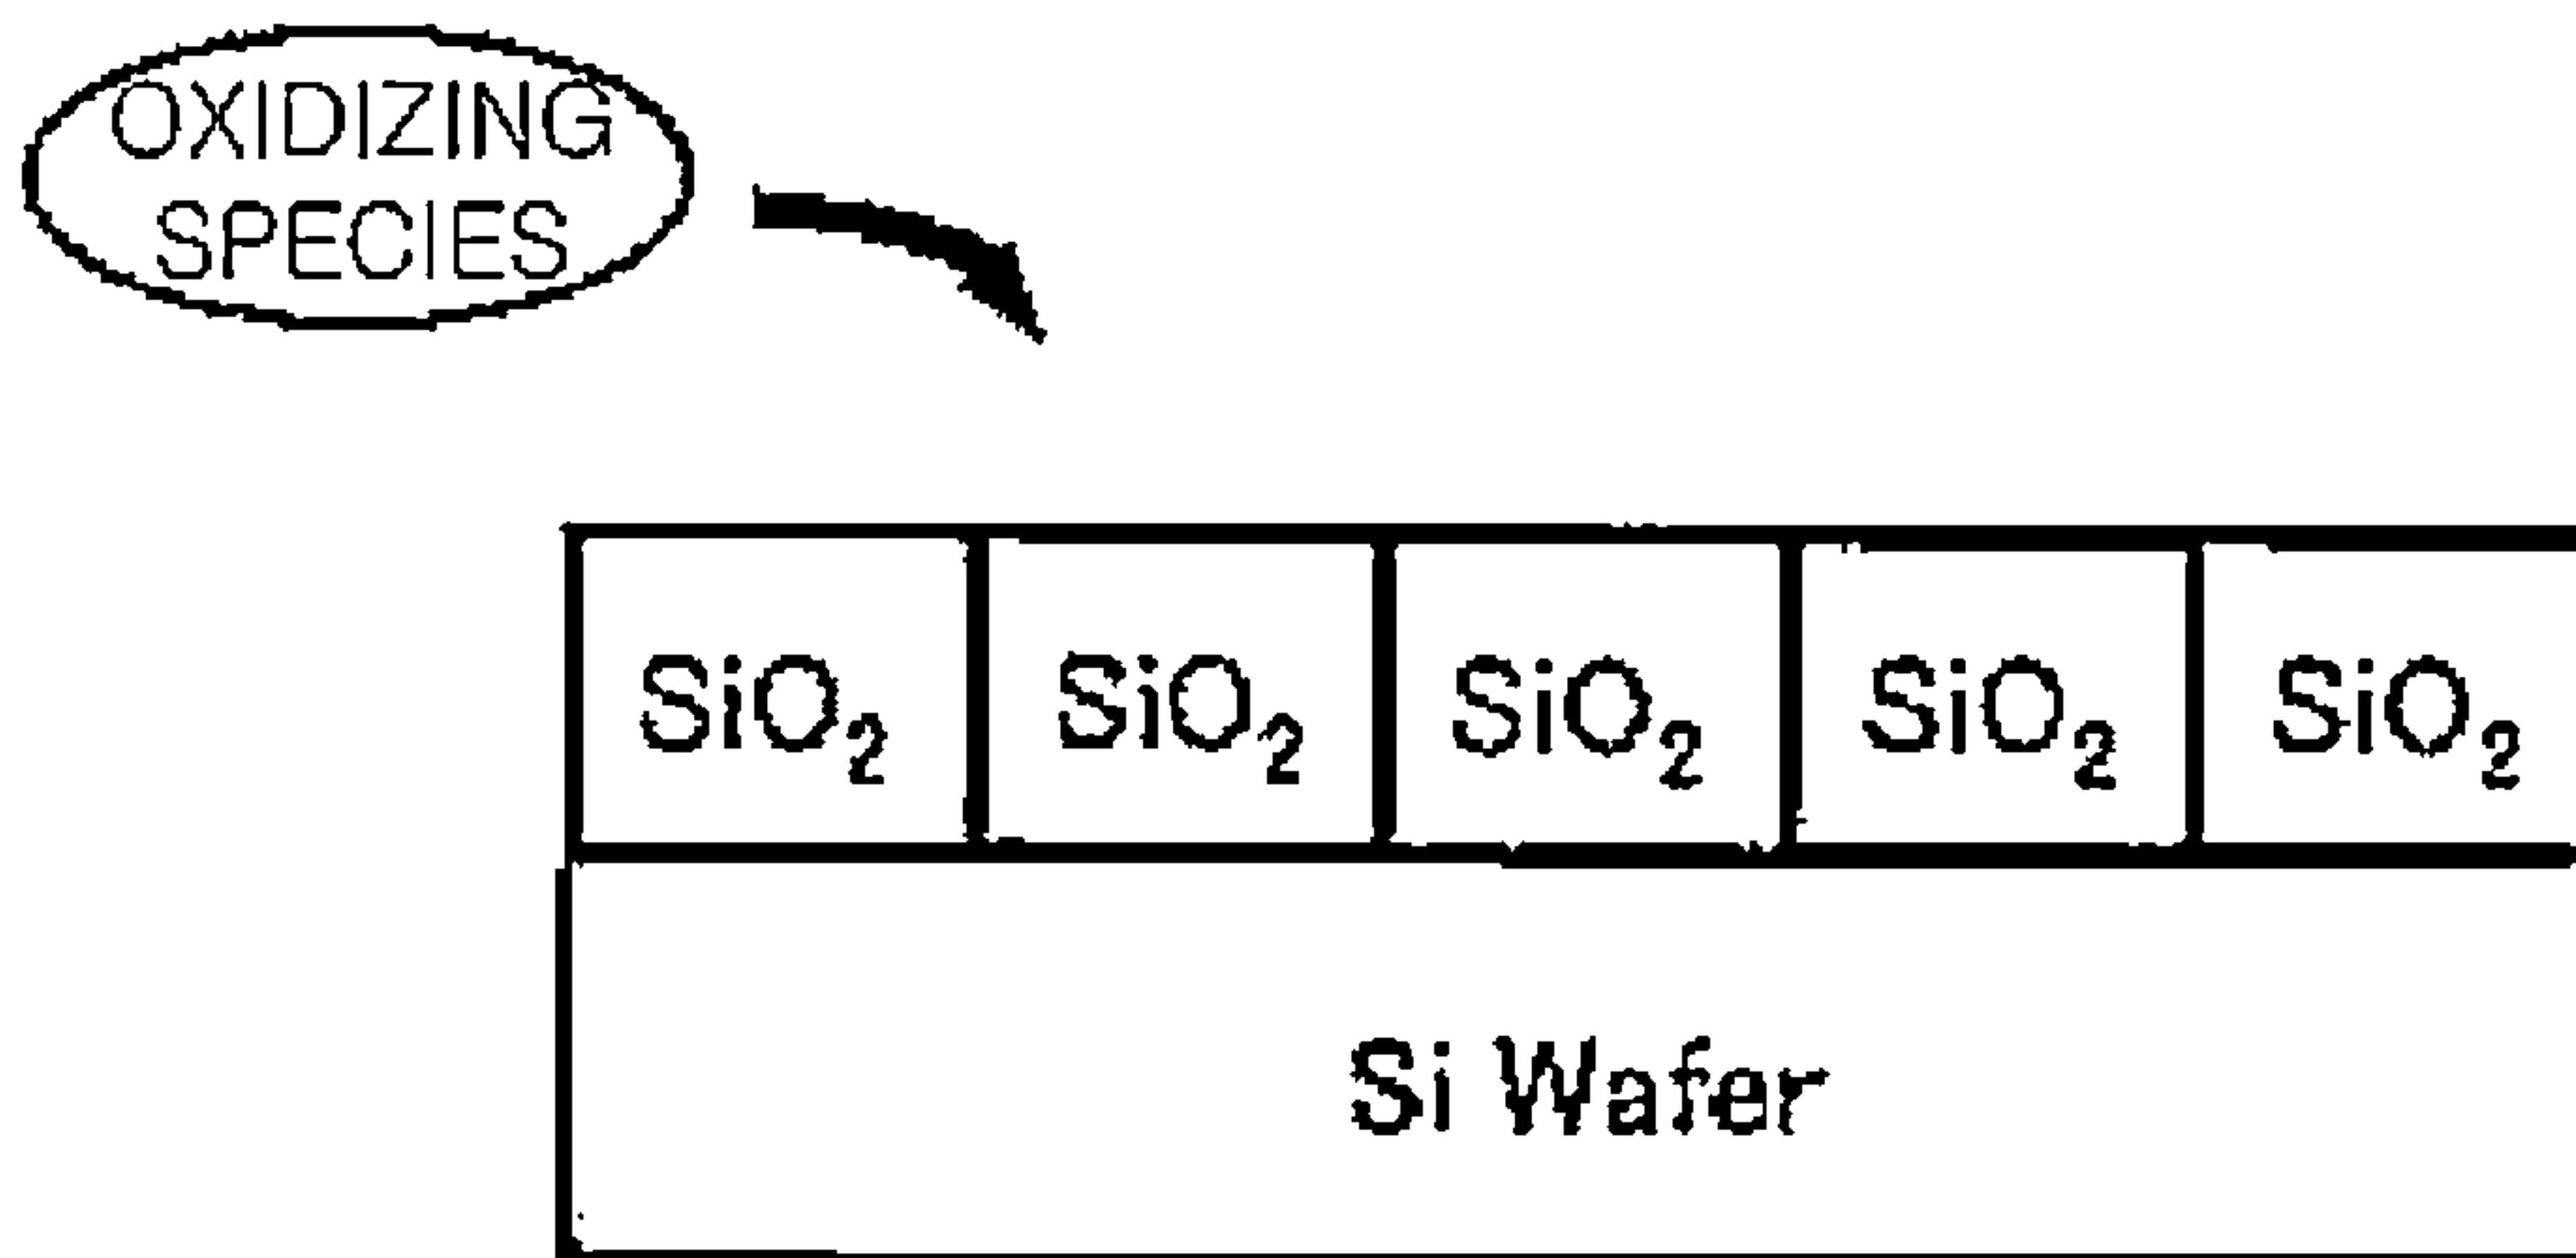 OXIDIZING
SPECIES
SiO₂ SiO₂ SiO₂ SiO₂ SiO₂
Si Wafer